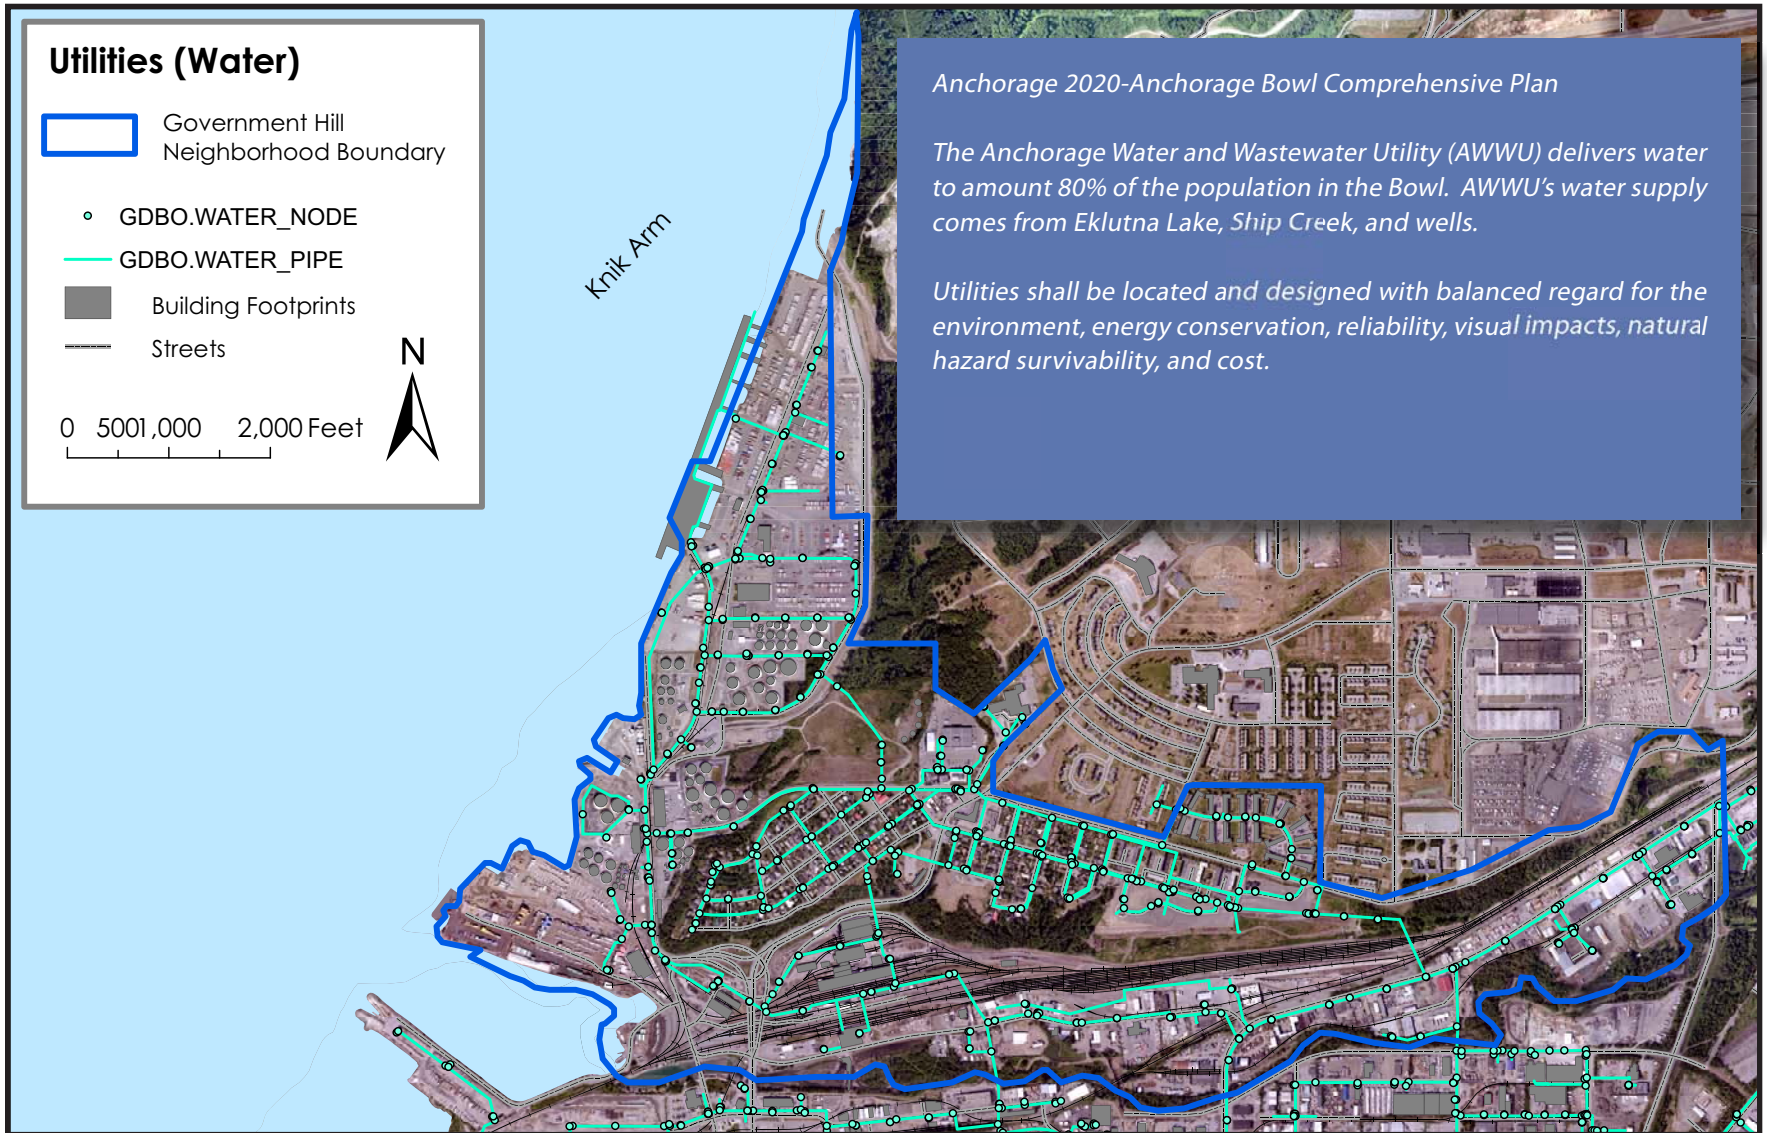 Utilities (Water)
Government Hill
Neighborhood Boundary
GDBO.WATER_NODE
GDBO.WATER_PIPE
Building Footprints
Streets
N
0 5001,000 2,000 Feet
Knik Arm
Anchorage 2020-Anchorage Bowl Comprehensive Plan
The Anchorage Water and Wastewater Utility (AWWU) delivers water
to amount 80% of the population in the Bowl. AWWU's water supply
comes from Eklutna Lake, Ship Creek, and wells.
Utilities shall be located and designed with balanced regard for the
environment, energy conservation, reliability, visual impacts, natural
hazard survivability, and cost.